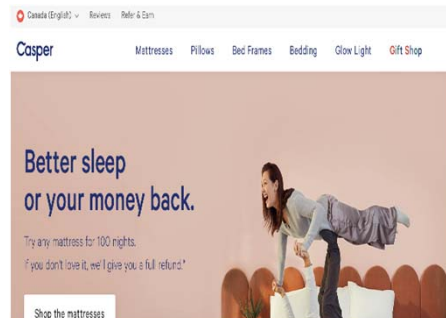 Canada (English) Reviews Refer & Earn
Casper Mattresses Pillows Bed Frames Bedding Glow Light Gift Shop
Better sleep
or your money back.
Try any mattress for 100 nights.
If you don't love it, we'll give you a full refund.*
Shop the mattresses